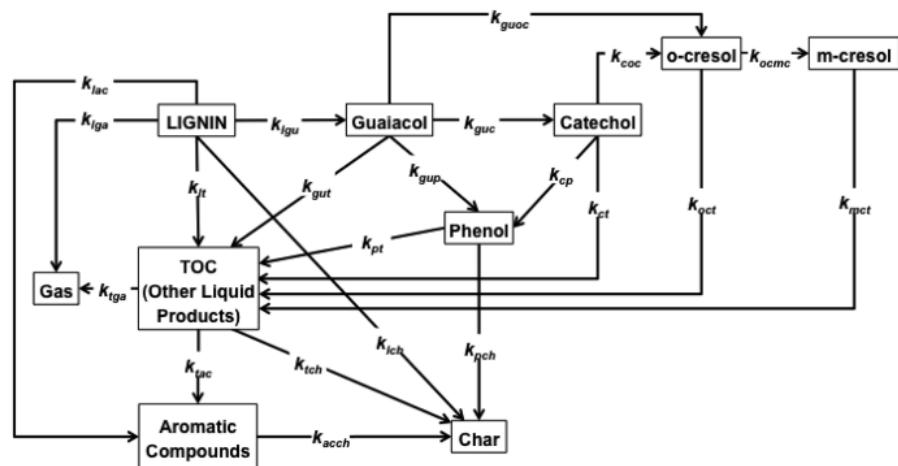 k_guoc
o-cresol
k_ocmc
m-cresol
k_coc
k_lac
k_lga
LIGNIN
k_lgu
Guaiacol
k_guc
Catechol
k_lt
k_gut
k_gup
k_cp
k_ct
k_oct
k_mct
Phenol
k_pt
TOC
(Other Liquid
Products)
Gas
k_tga
k_lch
k_pch
k_tac
k_tch
Aromatic
Compounds
k_acch
Char